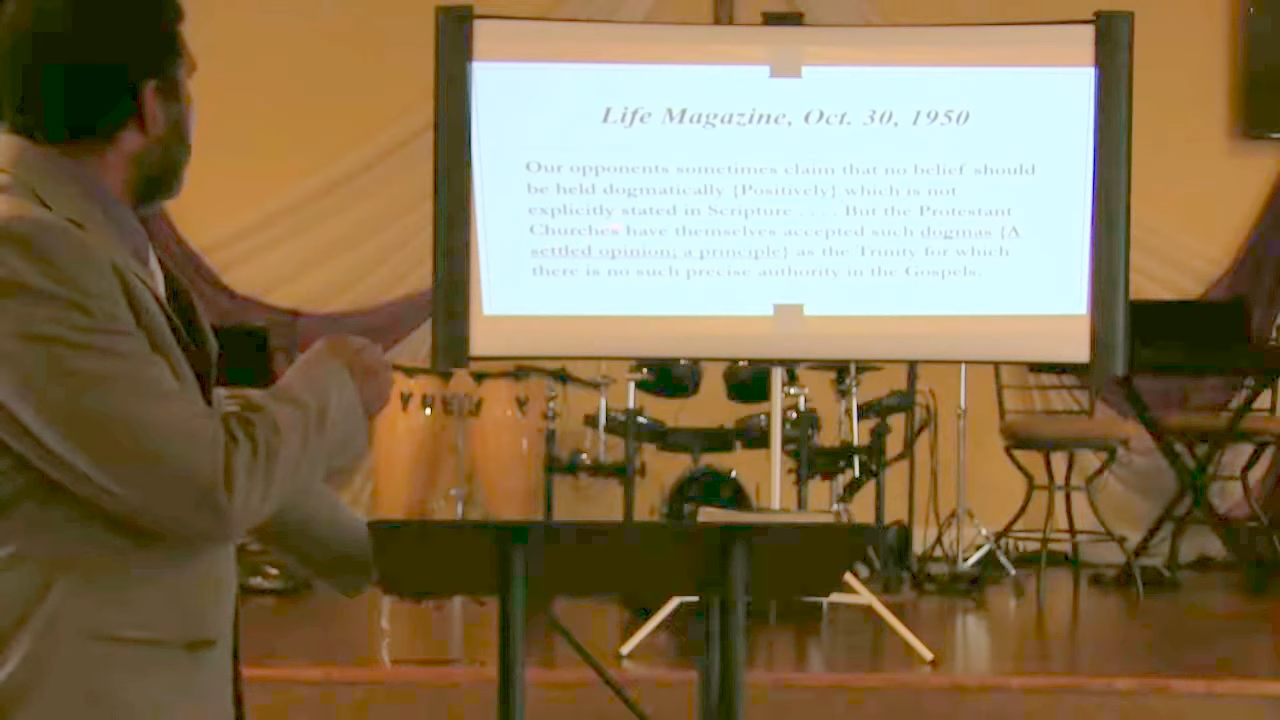 Life Magazine, Oct. 30, 1950
Our opponents sometimes claim that no belief should
be held dogmatically {Positively} which is not
explicitly stated in Scripture . . . . But the Protestant
Churches have themselves accepted such dogmas {A
settled opinion; a principle} as the Trinity for which
there is no such precise authority in the Gospels.